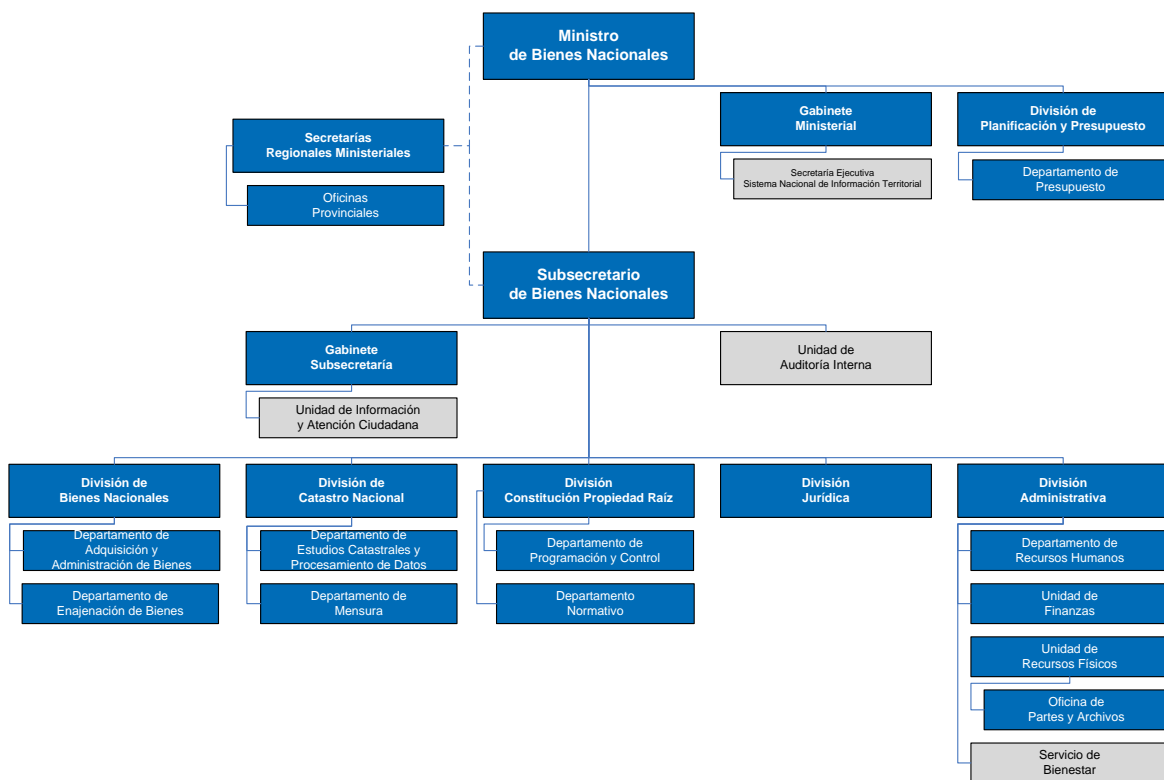 Ministro
de Bienes Nacionales
Gabinete
Ministerial
División de
Planificación y Presupuesto
Secretarías
Regionales Ministeriales
Secretaría Ejecutiva
Sistema Nacional de Información Territorial
Departamento de
Presupuesto
Oficinas
Provinciales
Subsecretario
de Bienes Nacionales
Gabinete
Subsecretaría
Unidad de
Auditoría Interna
Unidad de Información
y Atención Ciudadana
División de
Bienes Nacionales
División de
Catastro Nacional
División
Constitución Propiedad Raíz
División
Jurídica
División
Administrativa
Departamento de
Adquisición y
Administración de Bienes
Departamento de
Estudios Catastrales y
Procesamiento de Datos
Departamento de
Programación y Control
Departamento de
Recursos Humanos
Departamento de
Enajenación de Bienes
Departamento de
Mensura
Departamento
Normativo
Unidad de
Finanzas
Unidad de
Recursos Físicos
Oficina de
Partes y Archivos
Servicio de
Bienestar